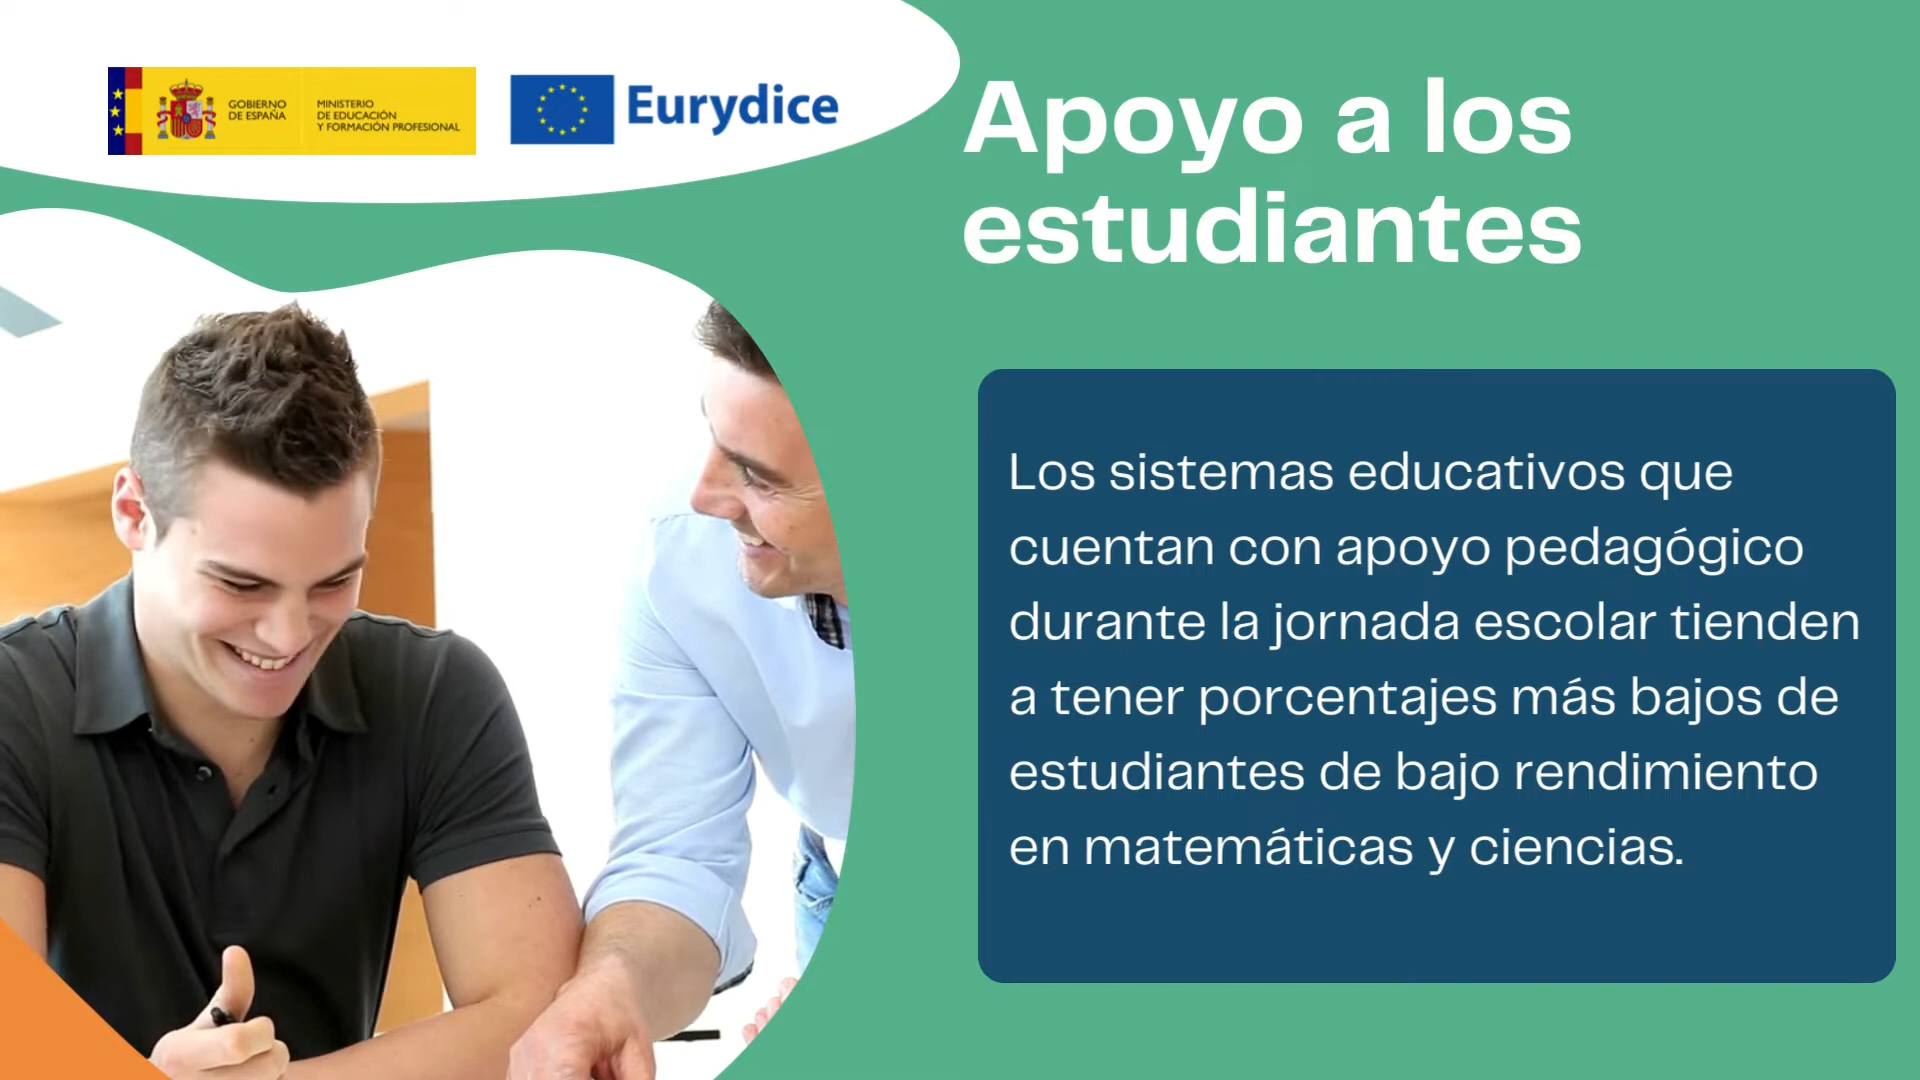 GOBIERNO
DE ESPAÑA
MINISTERIO
DE EDUCACIÓN
Y FORMACIÓN PROFESIONAL
Eurydice
Apoyo a los
estudiantes
Los sistemas educativos que
cuentan con apoyo pedagógico
durante la jornada escolar tienden
a tener porcentajes más bajos de
estudiantes de bajo rendimiento
en matemáticas y ciencias.